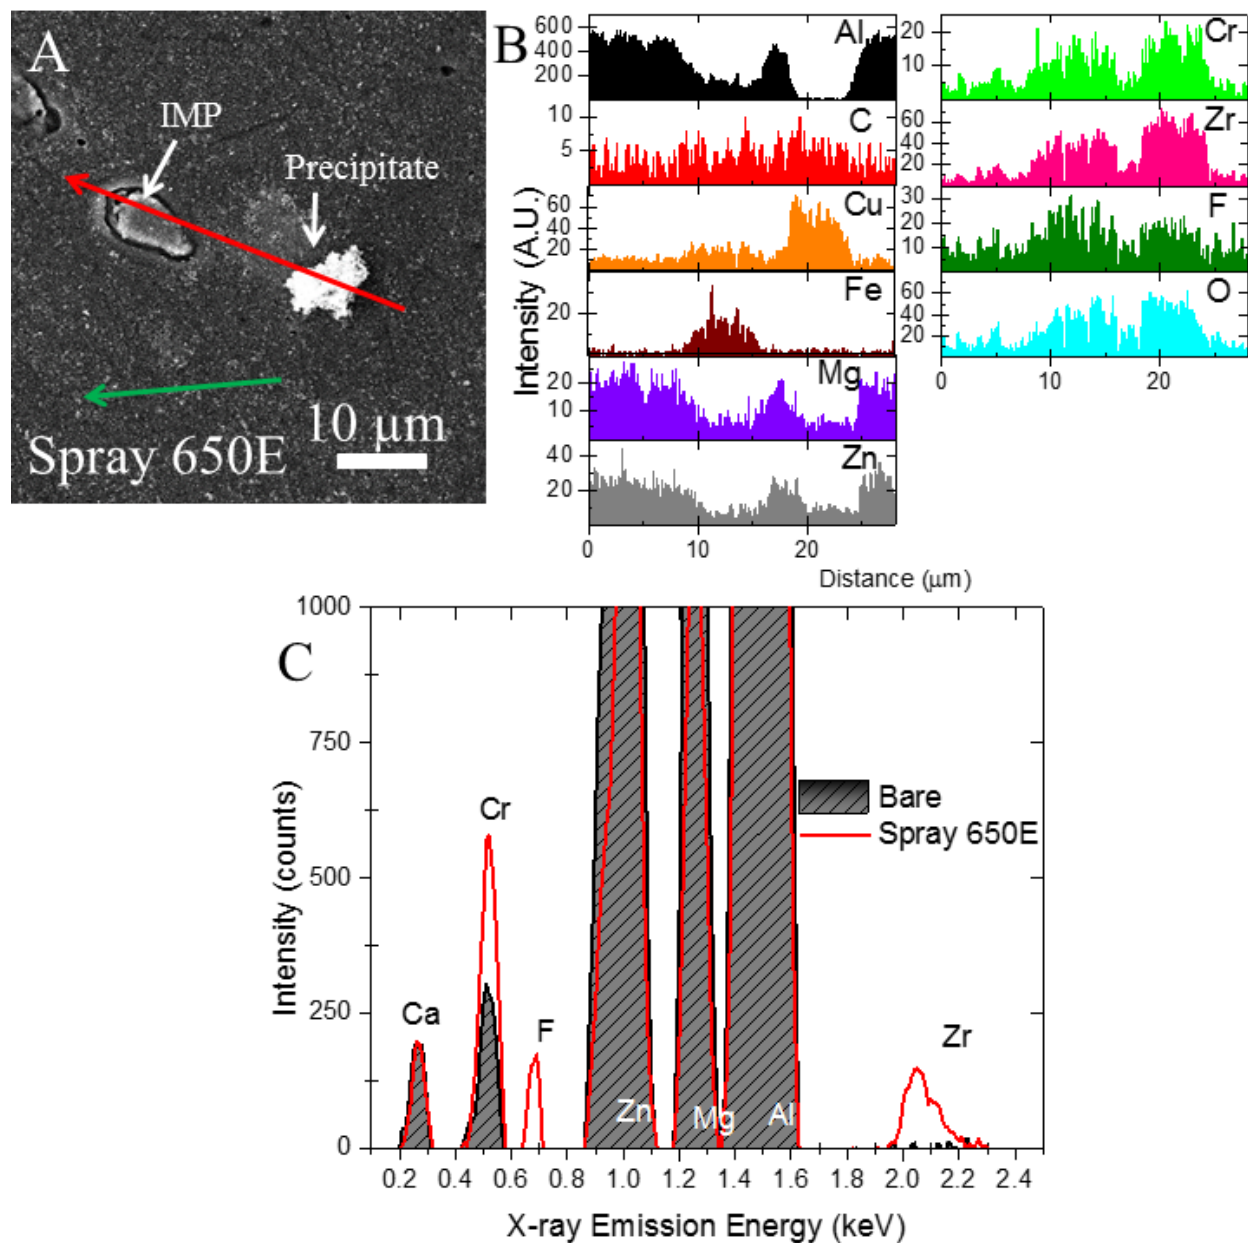 A
IMP
Precipitate
Spray 650E
10 μm
B
Intensity (A.U.)
600
400
200
Al
10
5
C
60
40
20
Cu
20
Fe
20
10
Mg
40
20
Zn
0 10 20
20
10
Cr
60
40
20
Zr
30
20
10
F
60
40
20
O
0 10 20
Distance (μm)
C
Intensity (counts)
1000
750
500
250
0
Ca
Cr
F
Zn
Mg
Al
Zr
Bare
Spray 650E
0.2 0.4 0.6 0.8 1.0 1.2 1.4 1.6 1.8 2.0 2.2 2.4
X-ray Emission Energy (keV)